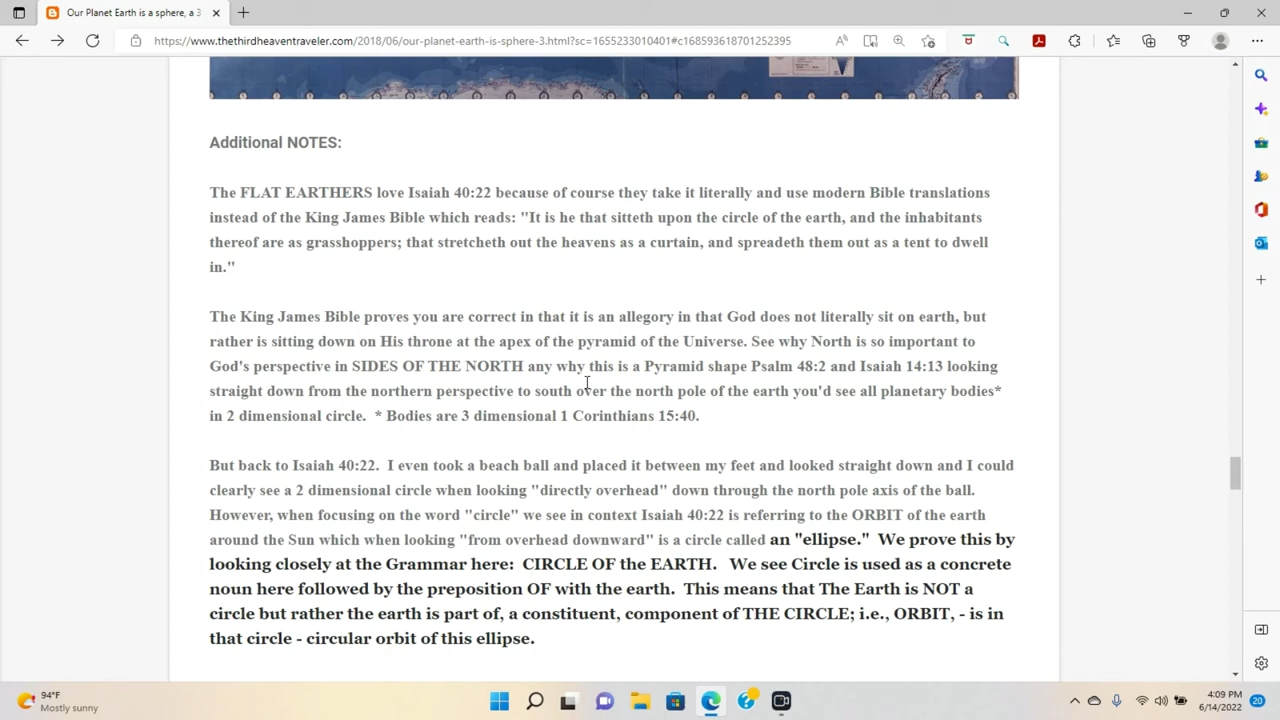 Our Planet Earth is a sphere, a 3
https://www.thethirdheaventraveler.com/2018/06/our-planet-earth-is-sphere-3.html?sc=1655233010401#c168593618701252395
Additional NOTES:
The FLAT EARTHERS love Isaiah 40:22 because of course they take it literally and use modern Bible translations
instead of the King James Bible which reads: "It is he that sitteth upon the circle of the earth, and the inhabitants
thereof are as grasshoppers; that stretcheth out the heavens as a curtain, and spreadeth them out as a tent to dwell
in."
The King James Bible proves you are correct in that it is an allegory in that God does not literally sit on earth, but
rather is sitting down on His throne at the apex of the pyramid of the Universe. See why North is so important to
God's perspective in SIDES OF THE NORTH any why this is a Pyramid shape Psalm 48:2 and Isaiah 14:13 looking
straight down from the northern perspective to south over the north pole of the earth you'd see all planetary bodies*
in 2 dimensional circle.  * Bodies are 3 dimensional 1 Corinthians 15:40.
But back to Isaiah 40:22.  I even took a beach ball and placed it between my feet and looked straight down and I could
clearly see a 2 dimensional circle when looking "directly overhead" down through the north pole axis of the ball.
However, when focusing on the word "circle" we see in context Isaiah 40:22 is referring to the ORBIT of the earth
around the Sun which when looking "from overhead downward" is a circle called an "ellipse."  We prove this by
looking closely at the Grammar here:  CIRCLE OF the EARTH.   We see Circle is used as a concrete
noun here followed by the preposition OF with the earth.  This means that The Earth is NOT a
circle but rather the earth is part of, a constituent, component of THE CIRCLE; i.e., ORBIT, - is in
that circle - circular orbit of this ellipse.
94°F
Mostly sunny
4:09 PM
6/14/2022
20